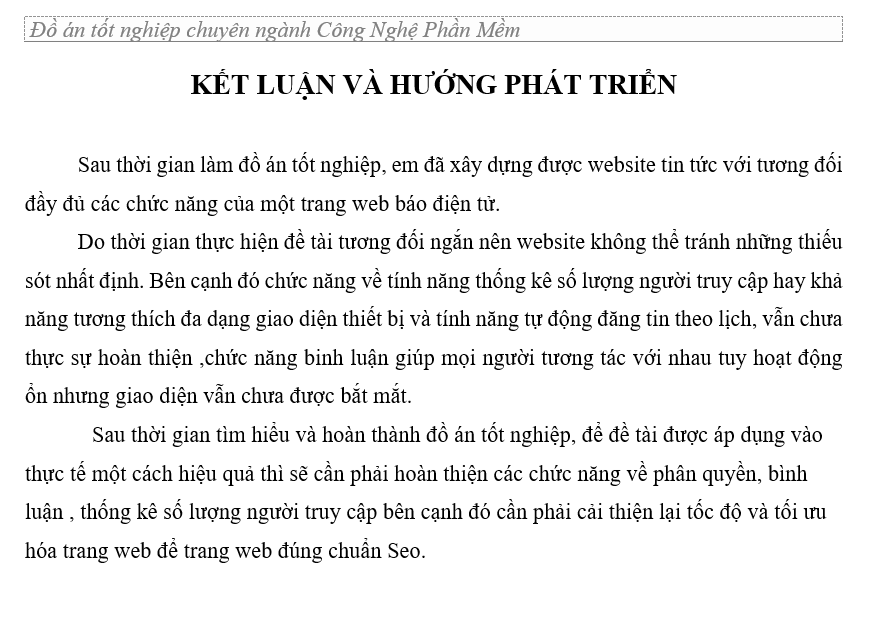 Đồ án tốt nghiệp chuyên ngành Công Nghệ Phần Mềm
KẾT LUẬN VÀ HƯỚNG PHÁT TRIỂN
Sau thời gian làm đồ án tốt nghiệp, em đã xây dựng được website tin tức với tương đối
đầy đủ các chức năng của một trang web báo điện tử.
Do thời gian thực hiện đề tài tương đối ngắn nên website không thể tránh những thiếu
sót nhất định. Bên cạnh đó chức năng về tính năng thống kê số lượng người truy cập hay khả
năng tương thích đa dạng giao diện thiết bị và tính năng tự động đăng tin theo lịch, vẫn chưa
thực sự hoàn thiện ,chức năng binh luận giúp mọi người tương tác với nhau tuy hoạt động
ổn nhưng giao diện vẫn chưa được bắt mắt.
Sau thời gian tìm hiểu và hoàn thành đồ án tốt nghiệp, để đề tài được áp dụng vào
thực tế một cách hiệu quả thì sẽ cần phải hoàn thiện các chức năng về phân quyền, bình
luận , thống kê số lượng người truy cập bên cạnh đó cần phải cải thiện lại tốc độ và tối ưu
hóa trang web để trang web đúng chuẩn Seo.